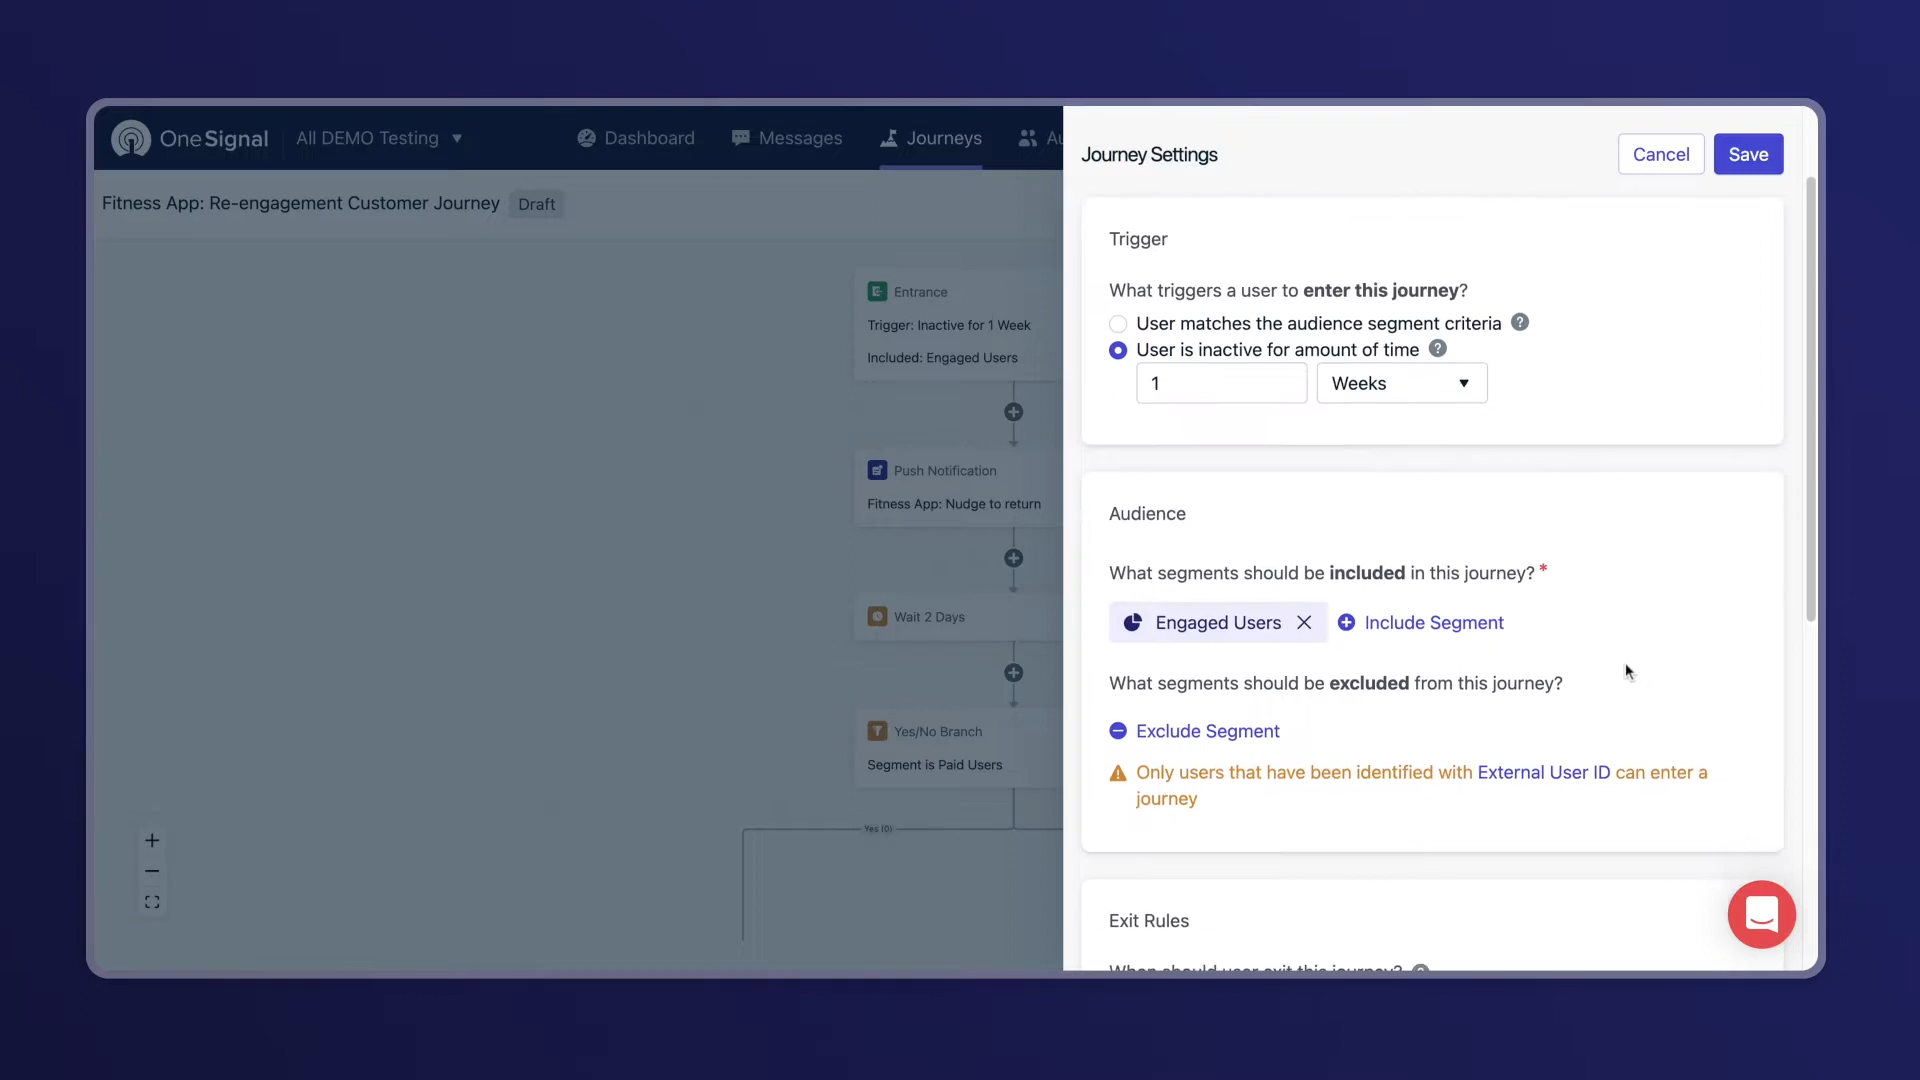 OneSignal
All DEMO Testing
Dashboard
Messages
Journeys
Au
Fitness App: Re-engagement Customer Journey
Draft
Entrance
Trigger: Inactive for 1 Week
Included: Engaged Users
Push Notification
Fitness App: Nudge to return
Wait 2 Days
Yes/No Branch
Segment is Paid Users
Yes (0)
Journey Settings
Cancel
Save
Trigger
What triggers a user to enter this journey?
User matches the audience segment criteria
User is inactive for amount of time
1
Weeks
Audience
What segments should be included in this journey? *
Engaged Users
Include Segment
What segments should be excluded from this journey?
Exclude Segment
Only users that have been identified with External User ID can enter a
journey
Exit Rules
When should user exit this journey?